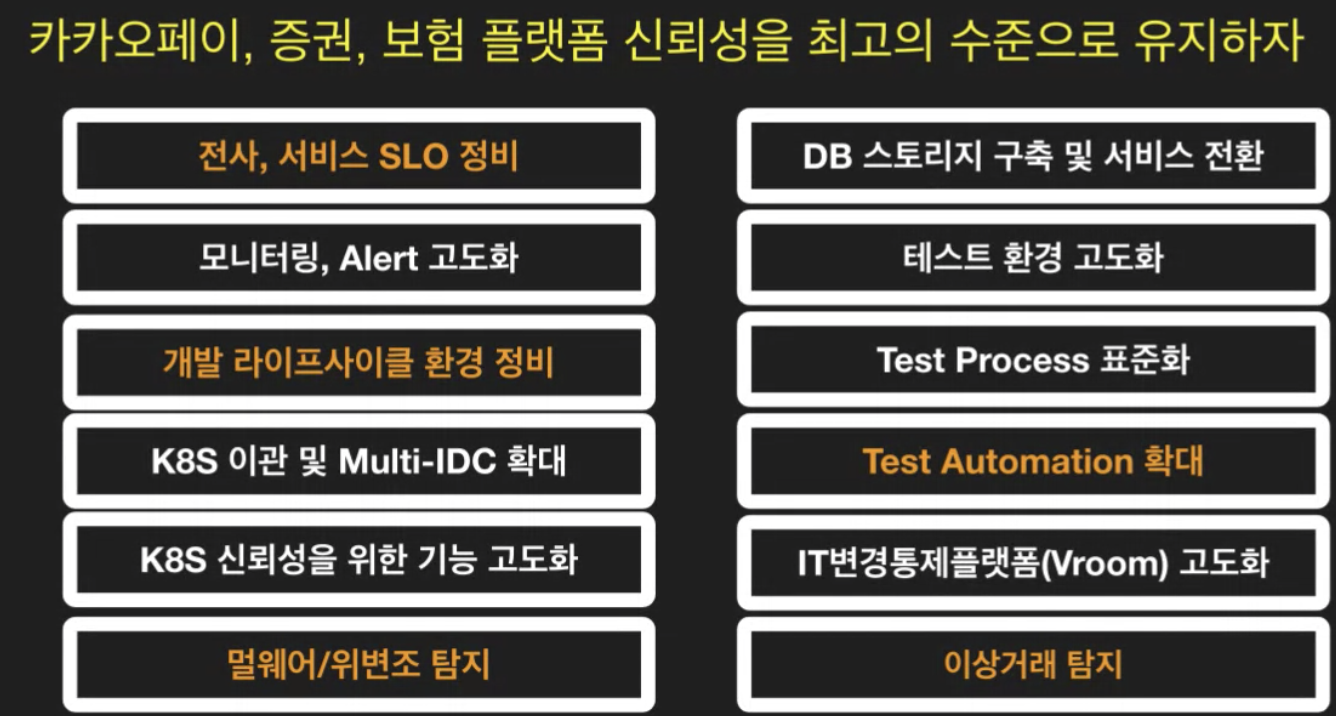 카카오페이, 증권, 보험 플랫폼 신뢰성을 최고의 수준으로 유지하자
전사, 서비스 SLO 정비
모니터링, Alert 고도화
개발 라이프사이클 환경 정비
K8S 이관 및 Multi-IDC 확대
K8S 신뢰성을 위한 기능 고도화
멀웨어/위변조 탐지
DB 스토리지 구축 및 서비스 전환
테스트 환경 고도화
Test Process 표준화
Test Automation 확대
IT변경통제플랫폼(Vroom) 고도화
이상거래 탐지